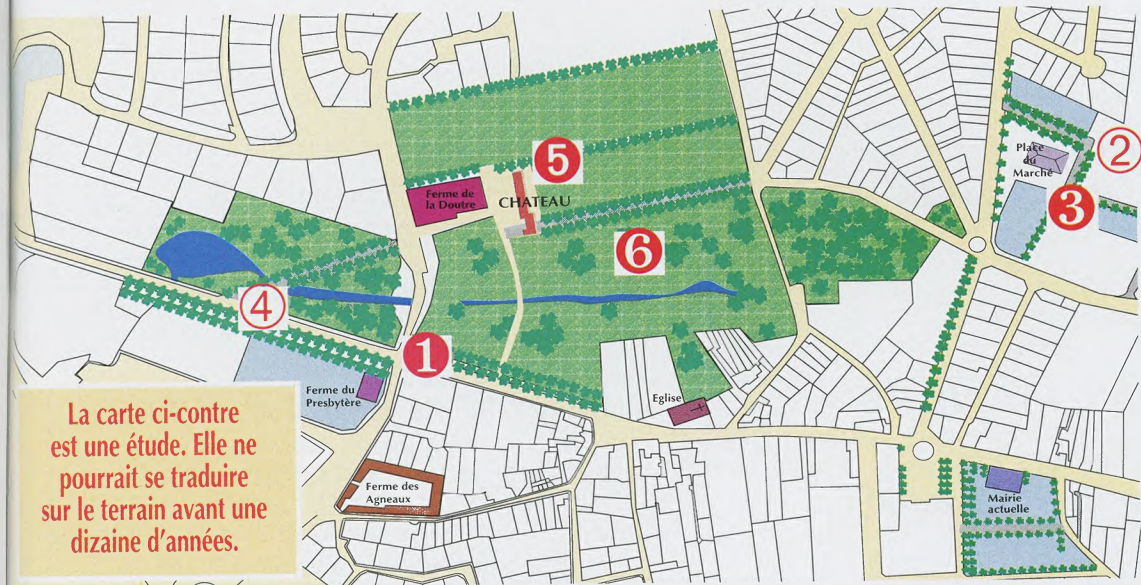 5
Ferme de
la Doutre
CHATEAU
6
Place
du
Marché
2
3
4
1
Ferme du
Presbytère
Eglise
La carte ci-contre
est une étude. Elle ne
pourrait se traduire
sur le terrain avant une
dizaine d'années.
Ferme des
Agneaux
Mairie
actuelle